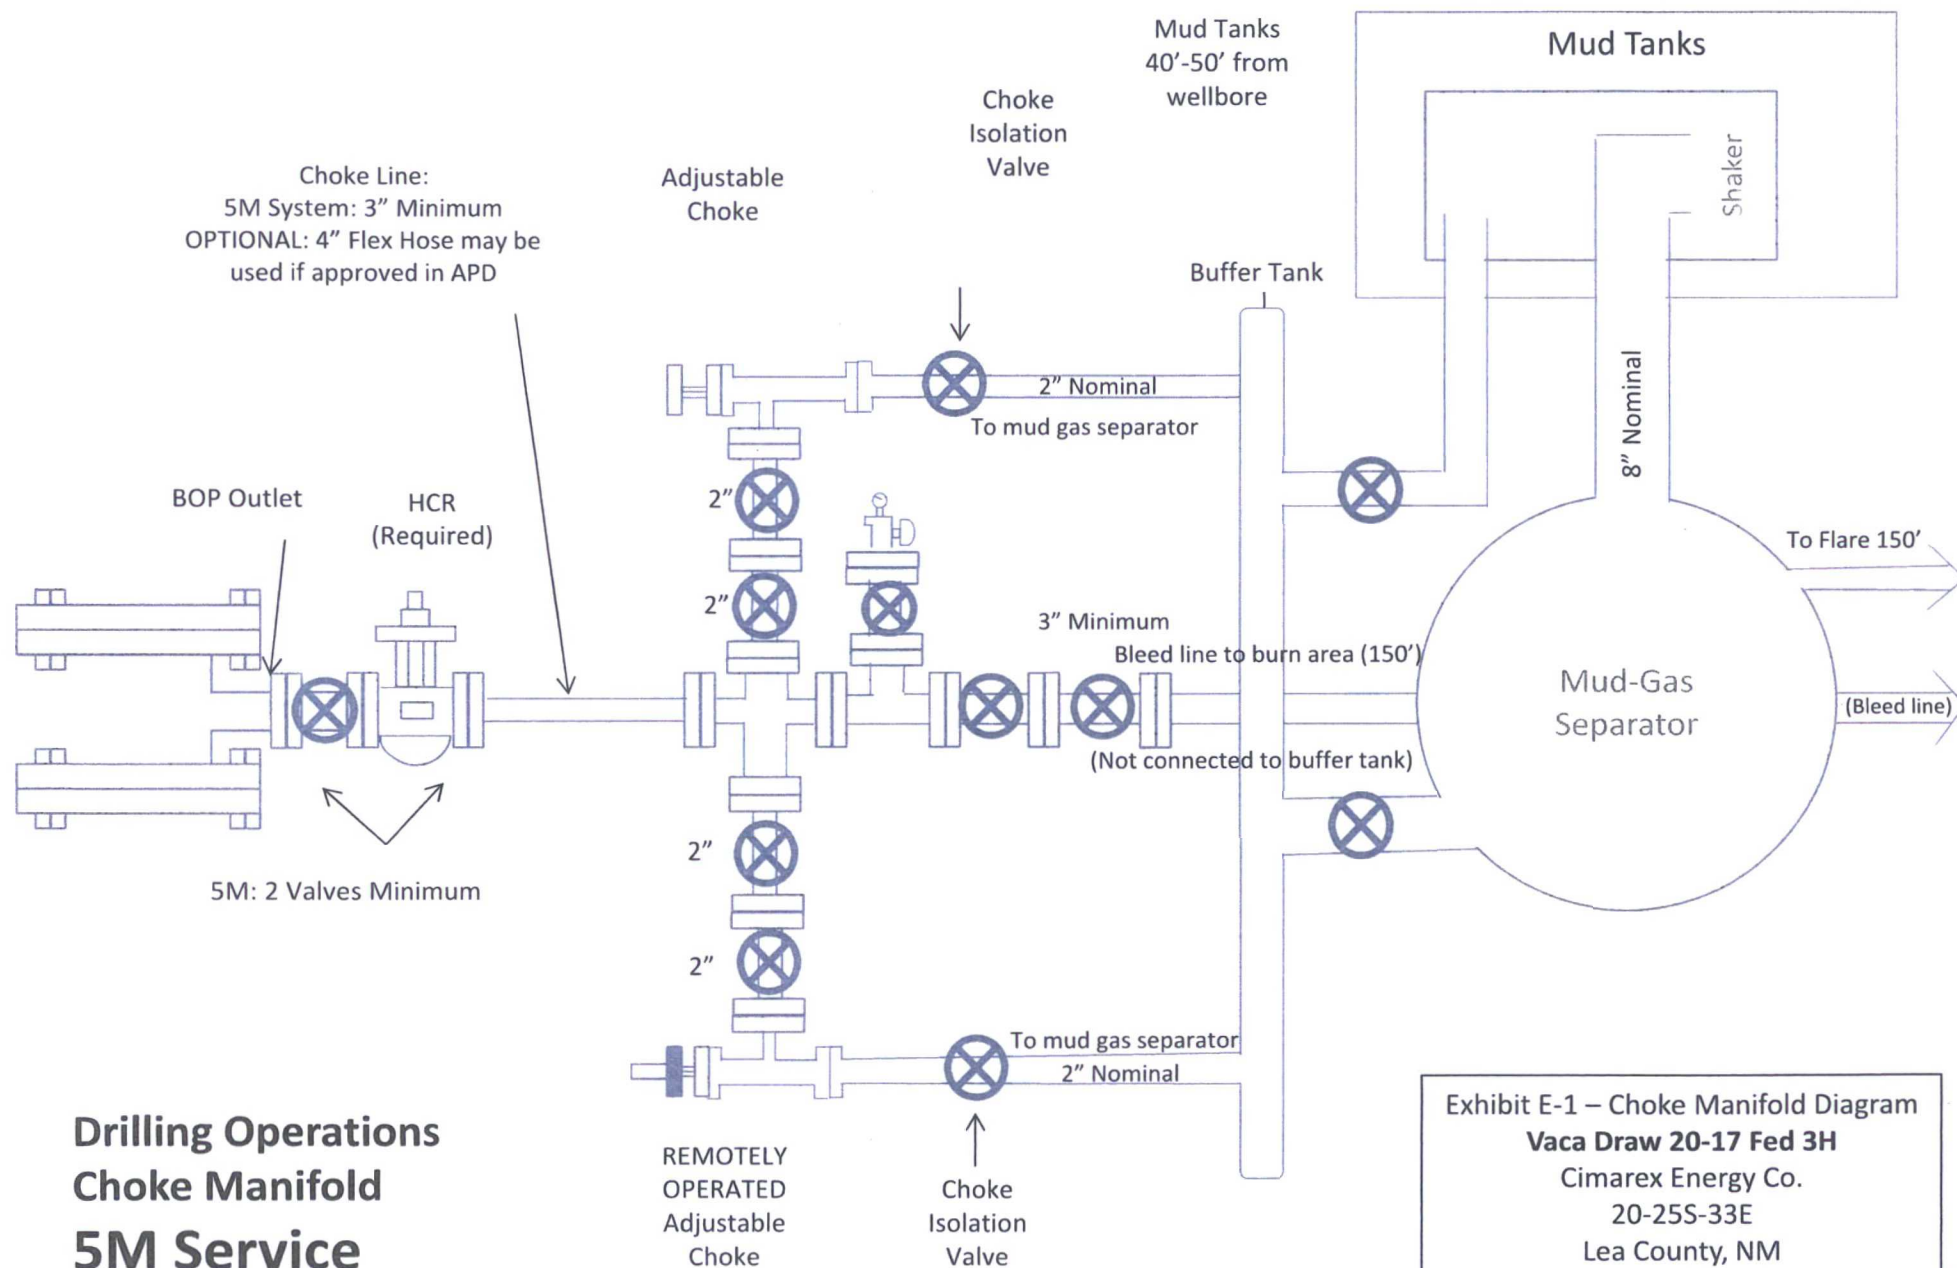 Mud Tanks
40’-50’ from
wellbore
Mud Tanks
Shaker
Choke
Isolation
Valve
Adjustable
Choke
Choke Line:
5M System: 3” Minimum
OPTIONAL: 4” Flex Hose may be
used if approved in APD
Buffer Tank
2” Nominal
To mud gas separator
8” Nominal
BOP Outlet
HCR
(Required)
2”
2”
To Flare 150’
3” Minimum
Bleed line to burn area (150’)
Mud-Gas
Separator
(Bleed line)
(Not connected to buffer tank)
5M: 2 Valves Minimum
2”
2”
To mud gas separator
2” Nominal
REMOTELY
OPERATED
Adjustable
Choke
Choke
Isolation
Valve
Drilling Operations
Choke Manifold
5M Service
Exhibit E-1 – Choke Manifold Diagram
Vaca Draw 20-17 Fed 3H
Cimarex Energy Co.
20-25S-33E
Lea County, NM